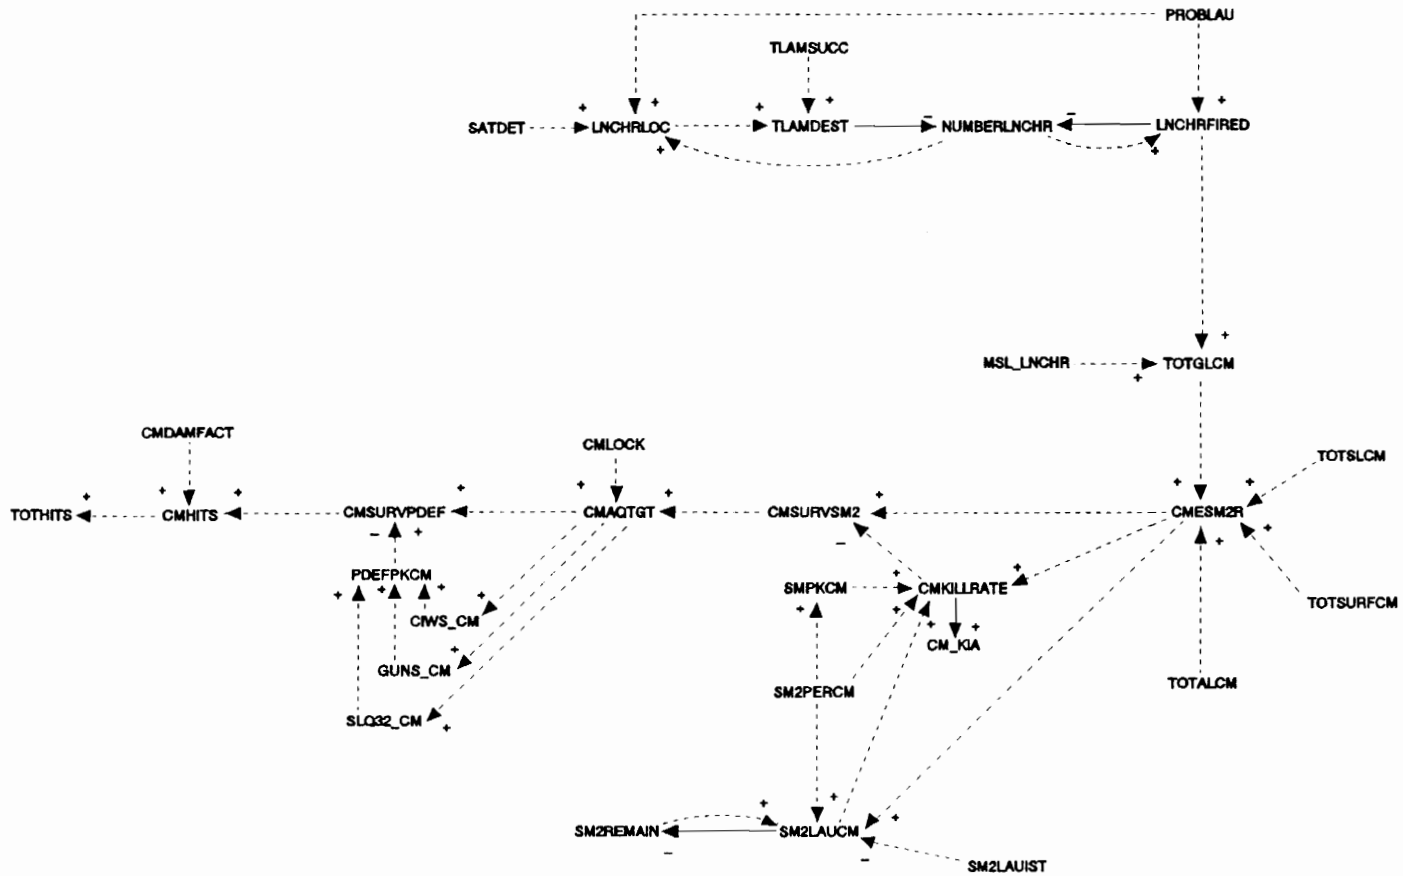 PROBLAU
TLAMSUCC
SATDET
LNCHRLOC
TLAMDEST
NUMBERLNCHR
LNCHRFIRED
MSL_LNCHR
TOTGLCM
CMDAMFACT
CMLOCK
TOTSLCM
TOTHITS
CMHITS
CMSURVPDEF
CMAQTGT
CMSURVSM2
CMESM2R
PDEFPKCM
SMPKCM
CMKILLRATE
TOTSURFCM
CIWS_CM
CM_KIA
GUNS_CM
SM2PERCM
TOTALCM
SLQ32_CM
SM2REMAIN
SM2LAUCM
SM2LAUIST